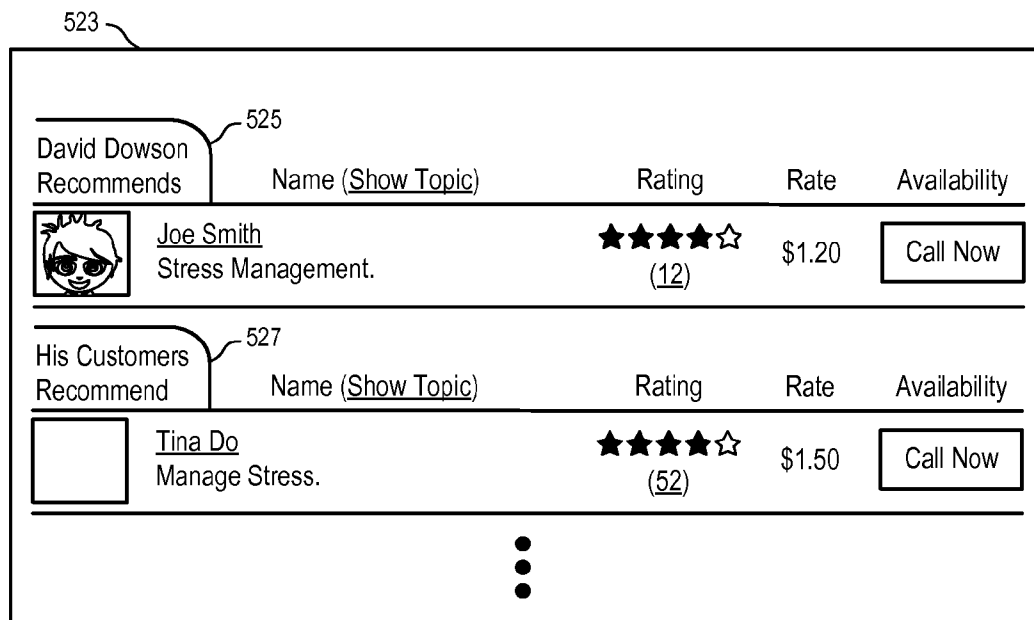 523
525
David Dowson
Recommends
Name (Show Topic) Rating Rate Availability
Joe Smith
Stress Management.
(12)
$1.20
Call Now
527
His Customers
Recommend
Name (Show Topic) Rating Rate Availability
Tina Do
Manage Stress.
(52)
$1.50
Call Now